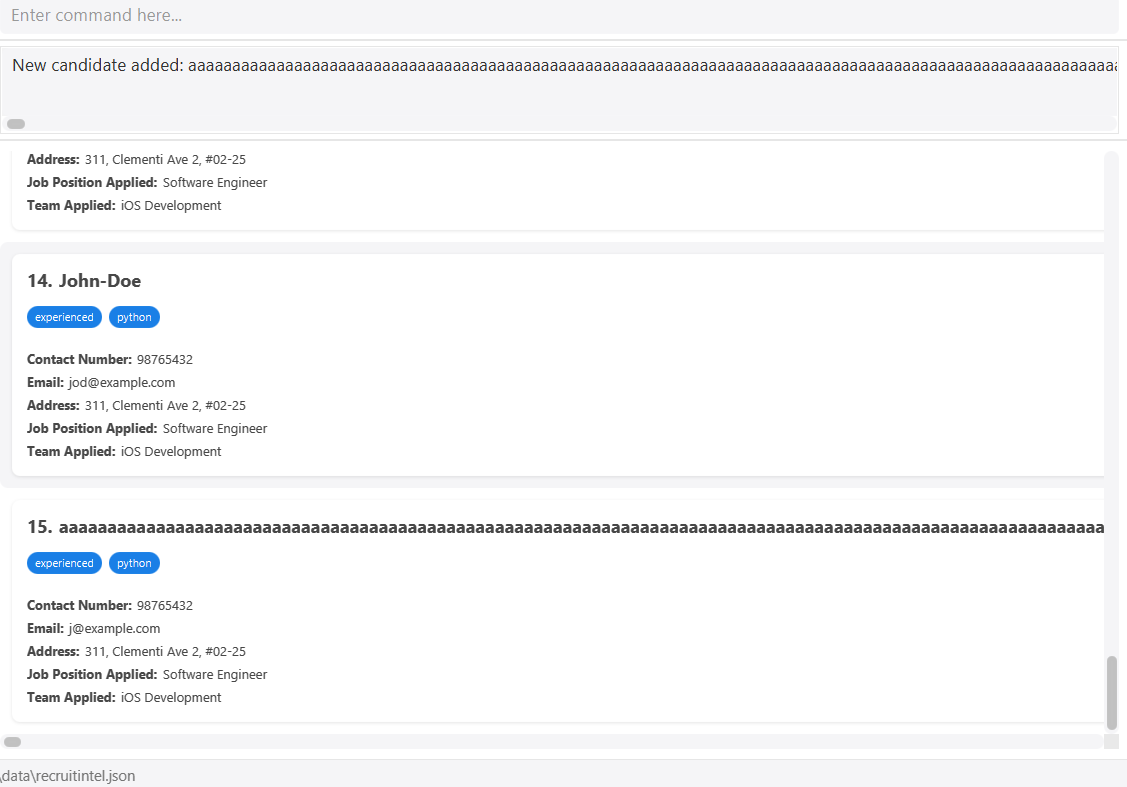 Enter command here...
New candidate added: aaaaaaaaaaaaaaaaaaaaaaaaaaaaaaaaaaaaaaaaaaaaaaaaaaaaaaaaaaaaaaaaaaaaaaaaaaaaaaaaaaaaaaaaaaaaaaaaaaaaaaaaaaaa
Address: 311, Clementi Ave 2, #02-25
Job Position Applied: Software Engineer
Team Applied: iOS Development
14. John-Doe
experienced python
Contact Number: 98765432
Email: jod@example.com
Address: 311, Clementi Ave 2, #02-25
Job Position Applied: Software Engineer
Team Applied: iOS Development
15. aaaaaaaaaaaaaaaaaaaaaaaaaaaaaaaaaaaaaaaaaaaaaaaaaaaaaaaaaaaaaaaaaaaaaaaaaaaaaaaaaaaaaaaaaaaaaaaaaaaaaaaaaaa
experienced python
Contact Number: 98765432
Email: j@example.com
Address: 311, Clementi Ave 2, #02-25
Job Position Applied: Software Engineer
Team Applied: iOS Development
\data\recruitintel.json